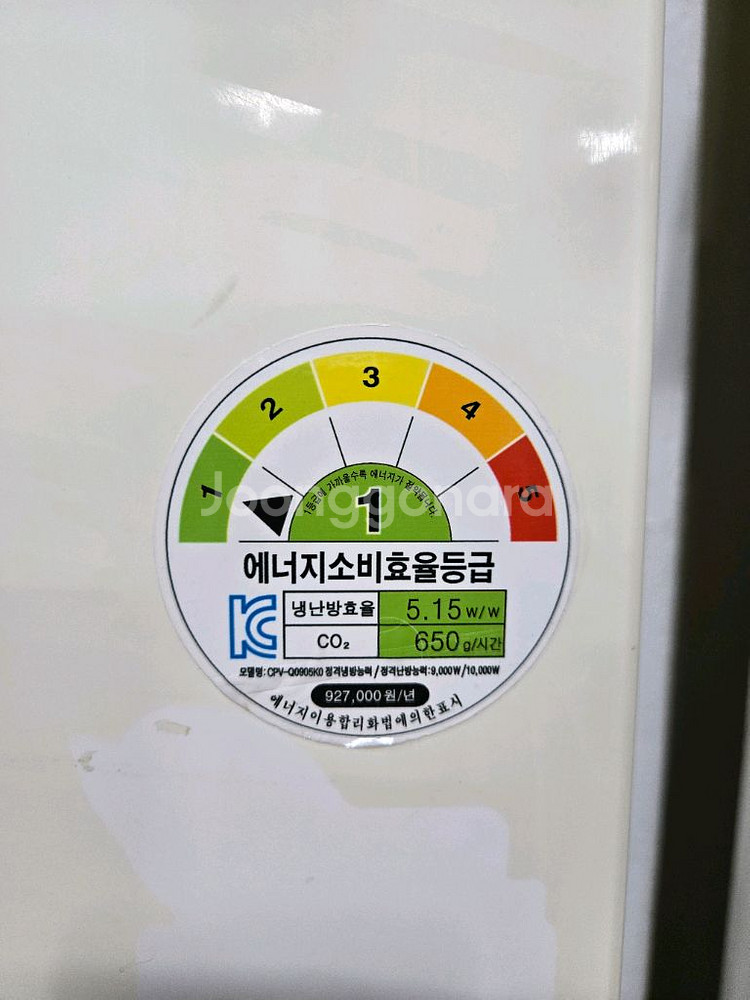 3
2
4
1
5
1등급에 가까울수록 에너지가 절약됩니다.
1
Joonggonara
에너지소비효율등급
냉난방효율 5.15 W/W
CO₂ 650 g/시간
모델명: CPV-Q0905K0 정격냉방능력 / 정격난방능력:9,000W/10,000W
927,000원/년
에너지이용합리화법에의한표시